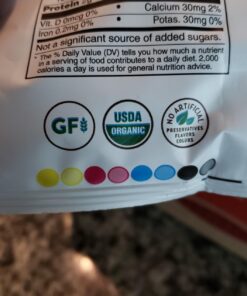 Protein
• Calcium 30mg 2%
Vit. D 0mcg 0% • Potas. 30mg 0%
Iron 0.2mg 0%
Not a significant source of added sugars.
* The % Daily Value (DV) tells you how much a nutrient
in a serving of food contributes to a daily diet. 2,000
calories a day is used for general nutrition advice.
GF
USDA
ORGANIC
NO ARTIFICIAL
PRESERVATIVES
FLAVORS
COLORS